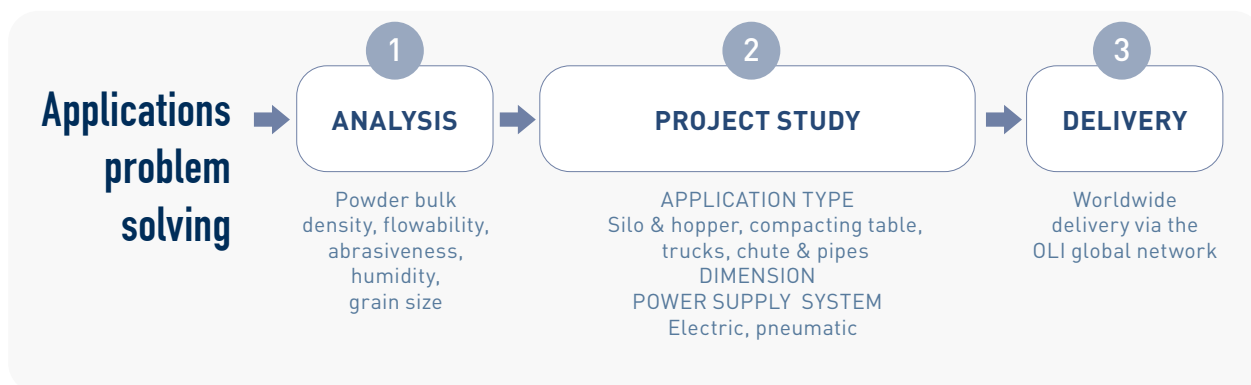 Applications
problem
solving
1
ANALYSIS
Powder bulk
density, flowability,
abrasiveness,
humidity,
grain size
2
PROJECT STUDY
APPLICATION TYPE
Silo & hopper, compacting table,
trucks, chute & pipes
DIMENSION
POWER SUPPLY SYSTEM
Electric, pneumatic
3
DELIVERY
Worldwide
delivery via the
OLI global network